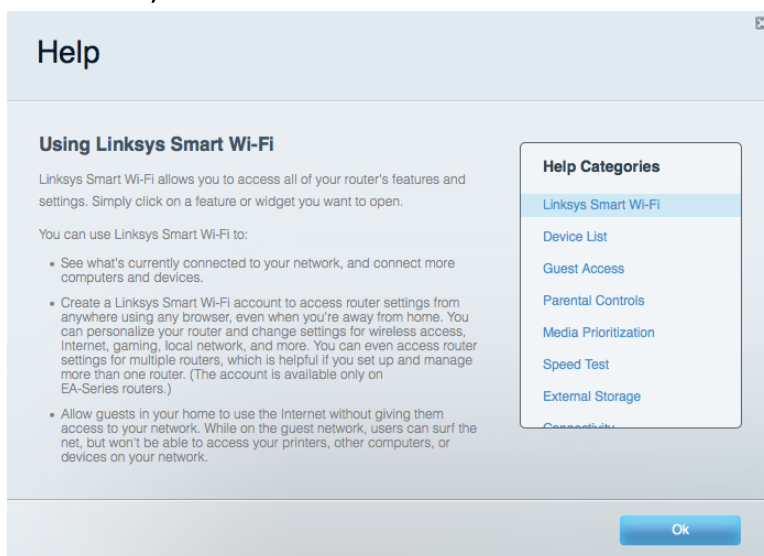 Help
Using Linksys Smart Wi-Fi
Linksys Smart Wi-Fi allows you to access all of your router's features and
settings. Simply click on a feature or widget you want to open.
You can use Linksys Smart Wi-Fi to:
• See what's currently connected to your network, and connect more
computers and devices.
• Create a Linksys Smart Wi-Fi account to access router settings from
anywhere using any browser, even when you're away from home. You
can personalize your router and change settings for wireless access,
Internet, gaming, local network, and more. You can even access router
settings for multiple routers, which is helpful if you set up and manage
more than one router. (The account is available only on
EA-Series routers.)
• Allow guests in your home to use the Internet without giving them
access to your network. While on the guest network, users can surf the
net, but won't be able to access your printers, other computers, or
devices on your network.
Help Categories
Linksys Smart Wi-Fi
Device List
Guest Access
Parental Controls
Media Prioritization
Speed Test
External Storage
Connectivity
Ok